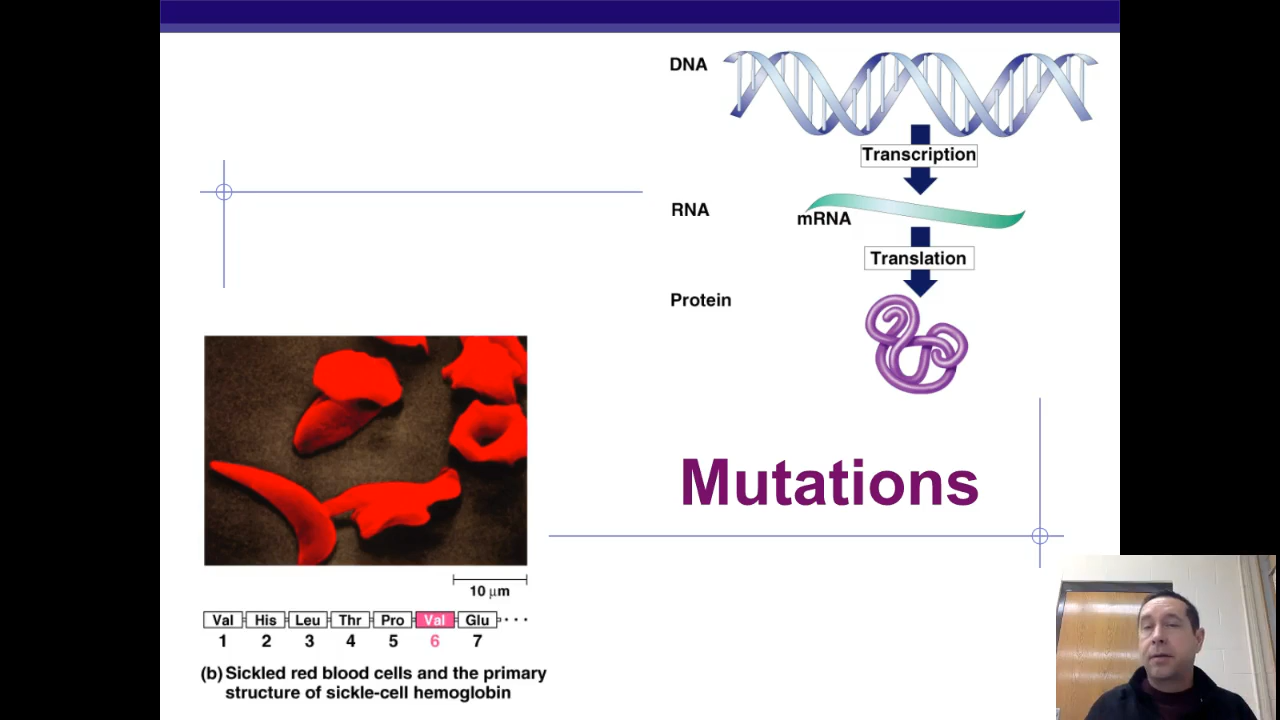 DNA
Transcription
RNA
mRNA
Translation
Protein
Mutations
10 μm
Val His Leu Thr Pro Val Glu ...
1 2 3 4 5 6 7
(b) Sickled red blood cells and the primary
structure of sickle-cell hemoglobin